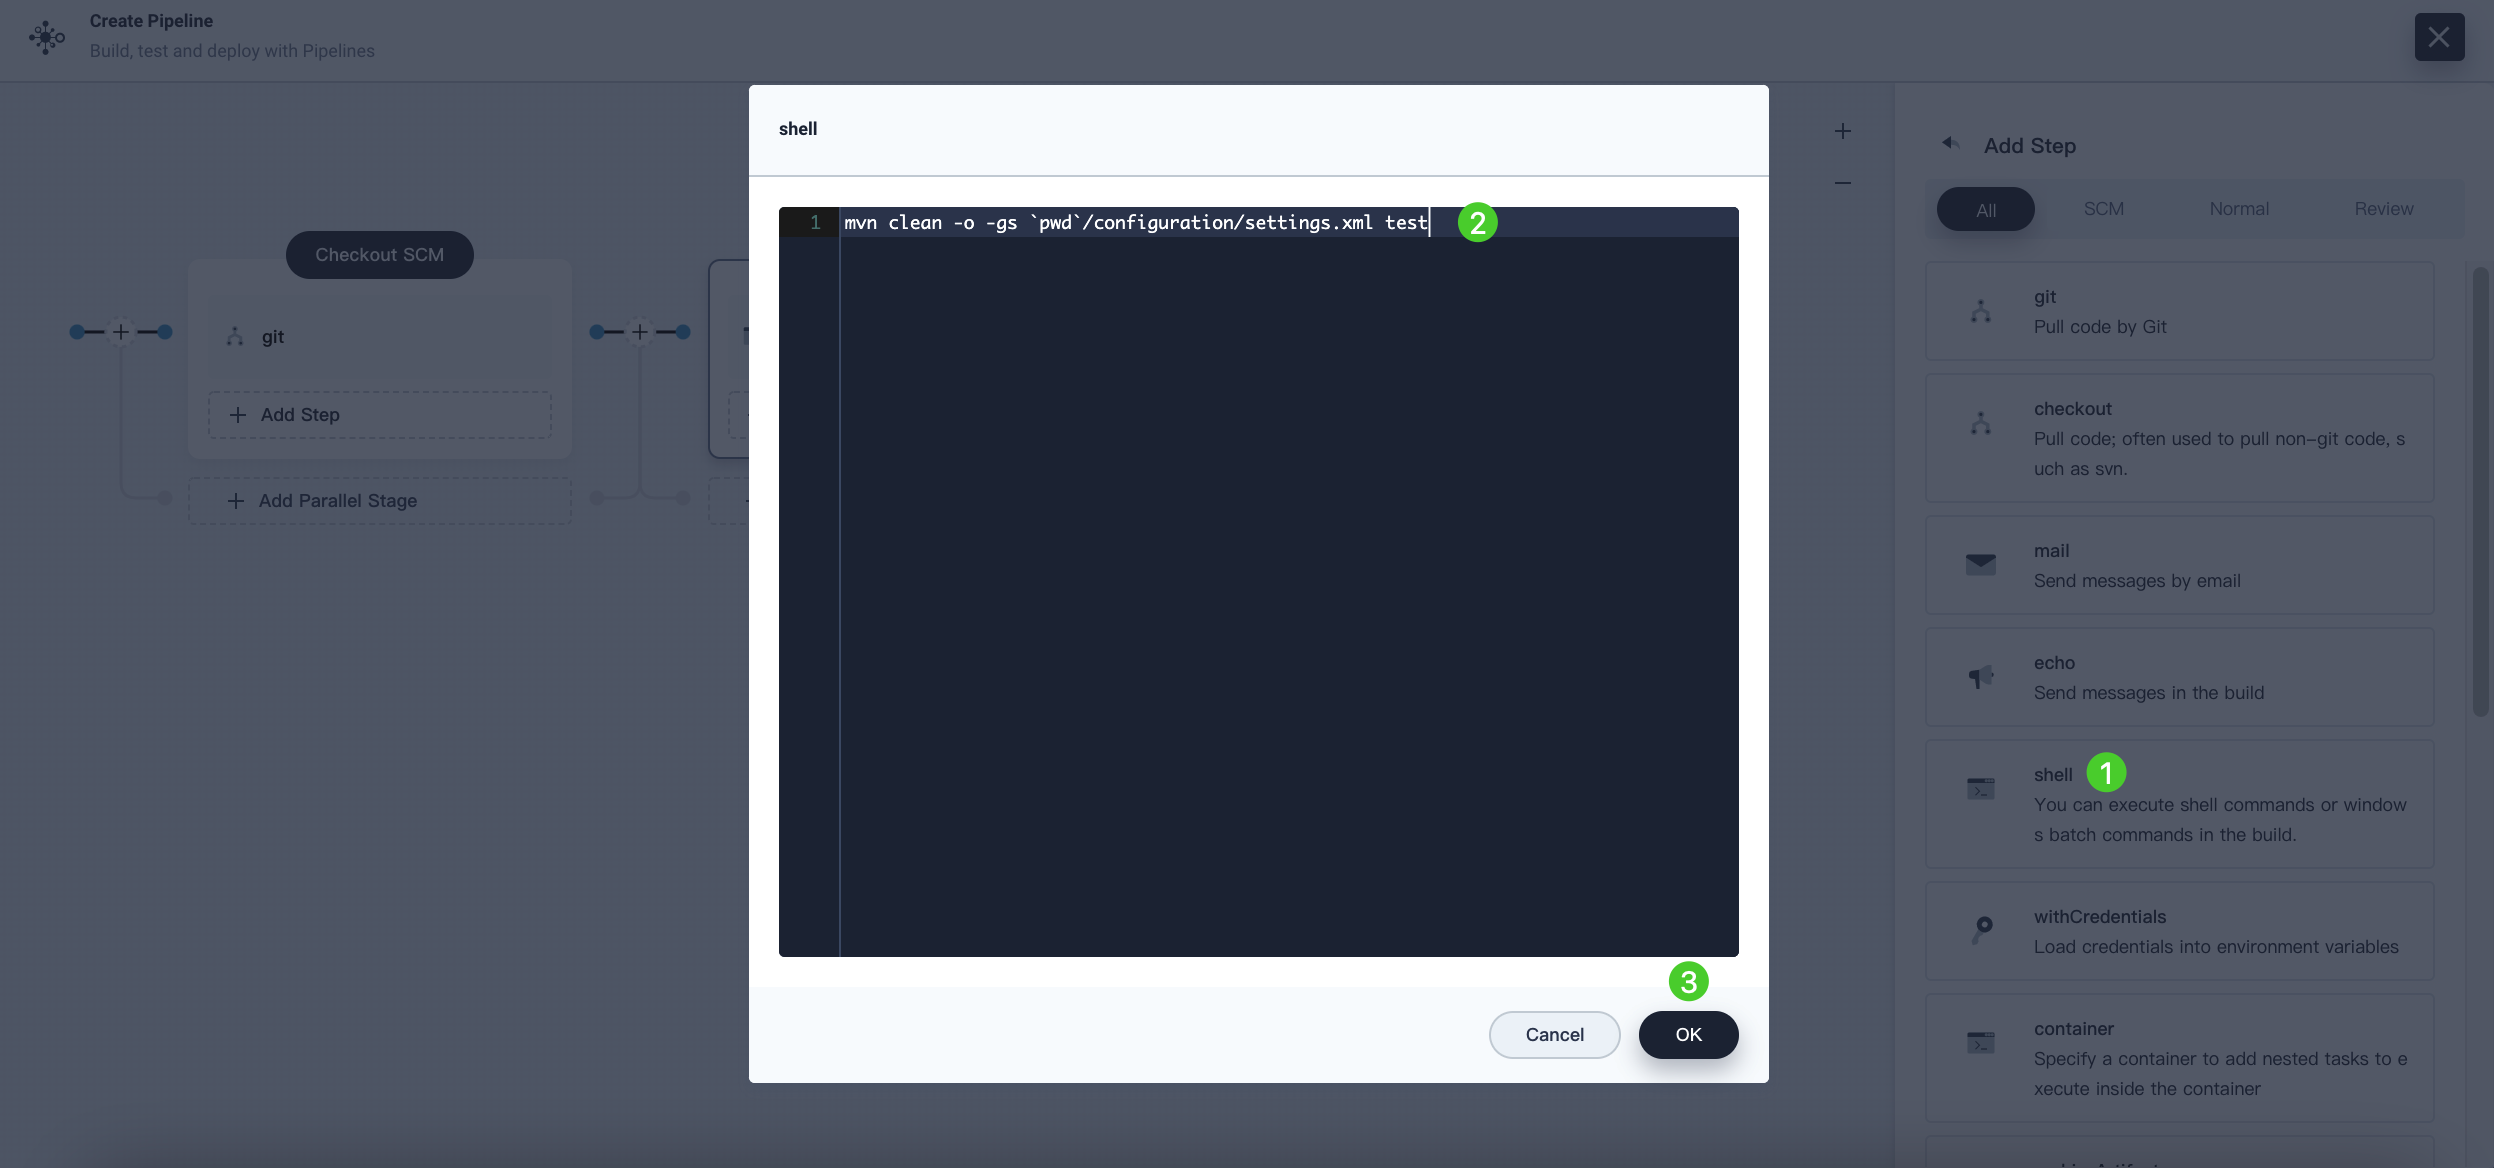 Create Pipeline
Build, test and deploy with Pipelines
shell
1
mvn clean -o -gs `pwd`/configuration/settings.xml test
2
Checkout SCM
git
Add Step
Add Parallel Stage
3
Cancel
OK
Add Step
All
SCM
Normal
Review
git
Pull code by Git
checkout
Pull code; often used to pull non-git code, s
uch as svn.
mail
Send messages by email
echo
Send messages in the build
shell
1
You can execute shell commands or window
s batch commands in the build.
withCredentials
Load credentials into environment variables
container
Specify a container to add nested tasks to e
xecute inside the container